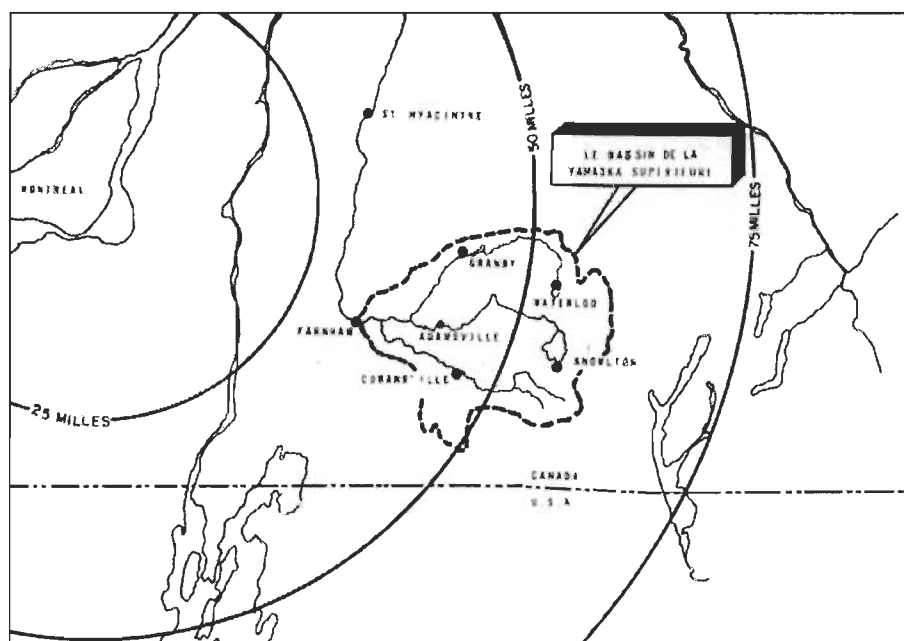 ST. HYACINTHE
50 MILLES
LE BASSIN DE LA
YAMASKA SUPERIEURE
MONTREAL
75 MILLES
GRANBY
WATERLOO
FARNHAM
ADAMSVILLE
KNOWLTON
COWANSVILLE
25 MILLES
CANADA
U.S.A